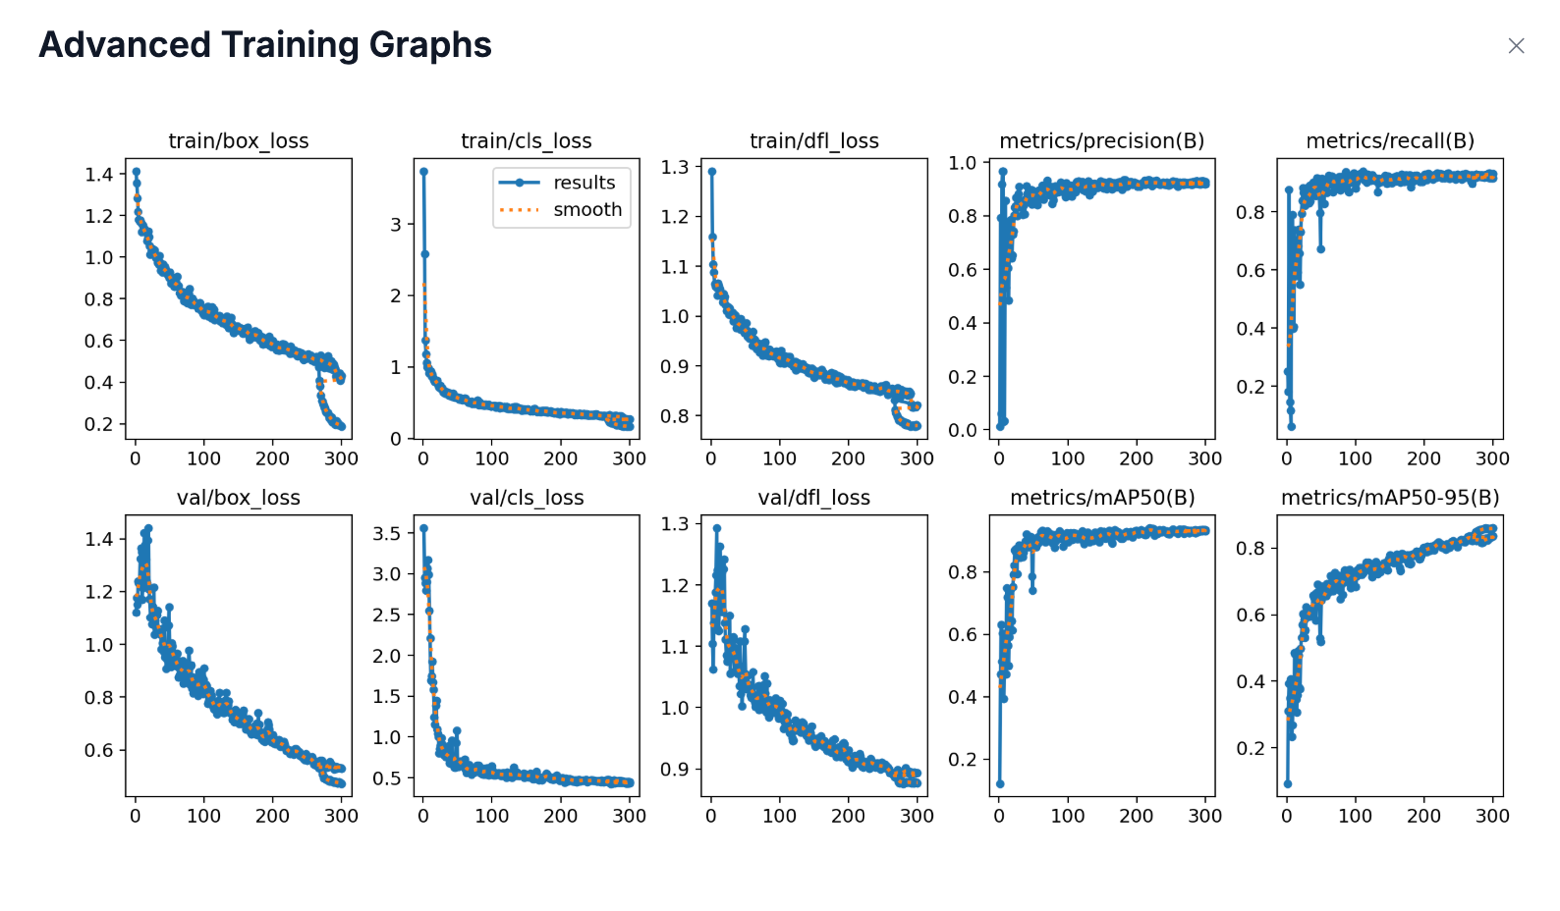 Advanced Training Graphs
train/box_loss
1.4
1.2
1.0
0.8
0.6
0.4
0.2
0 100 200 300
train/cls_loss
results
smooth
3
2
1
0
0 100 200 300
train/dfl_loss
1.3
1.2
1.1
1.0
0.9
0.8
0 100 200 300
metrics/precision(B)
1.0
0.8
0.6
0.4
0.2
0.0
0 100 200 300
metrics/recall(B)
0.8
0.6
0.4
0.2
0 100 200 300
val/box_loss
1.4
1.2
1.0
0.8
0.6
0 100 200 300
val/cls_loss
3.5
3.0
2.5
2.0
1.5
1.0
0.5
0 100 200 300
val/dfl_loss
1.3
1.2
1.1
1.0
0.9
0 100 200 300
metrics/mAP50(B)
0.8
0.6
0.4
0.2
0 100 200 300
metrics/mAP50-95(B)
0.8
0.6
0.4
0.2
0 100 200 300